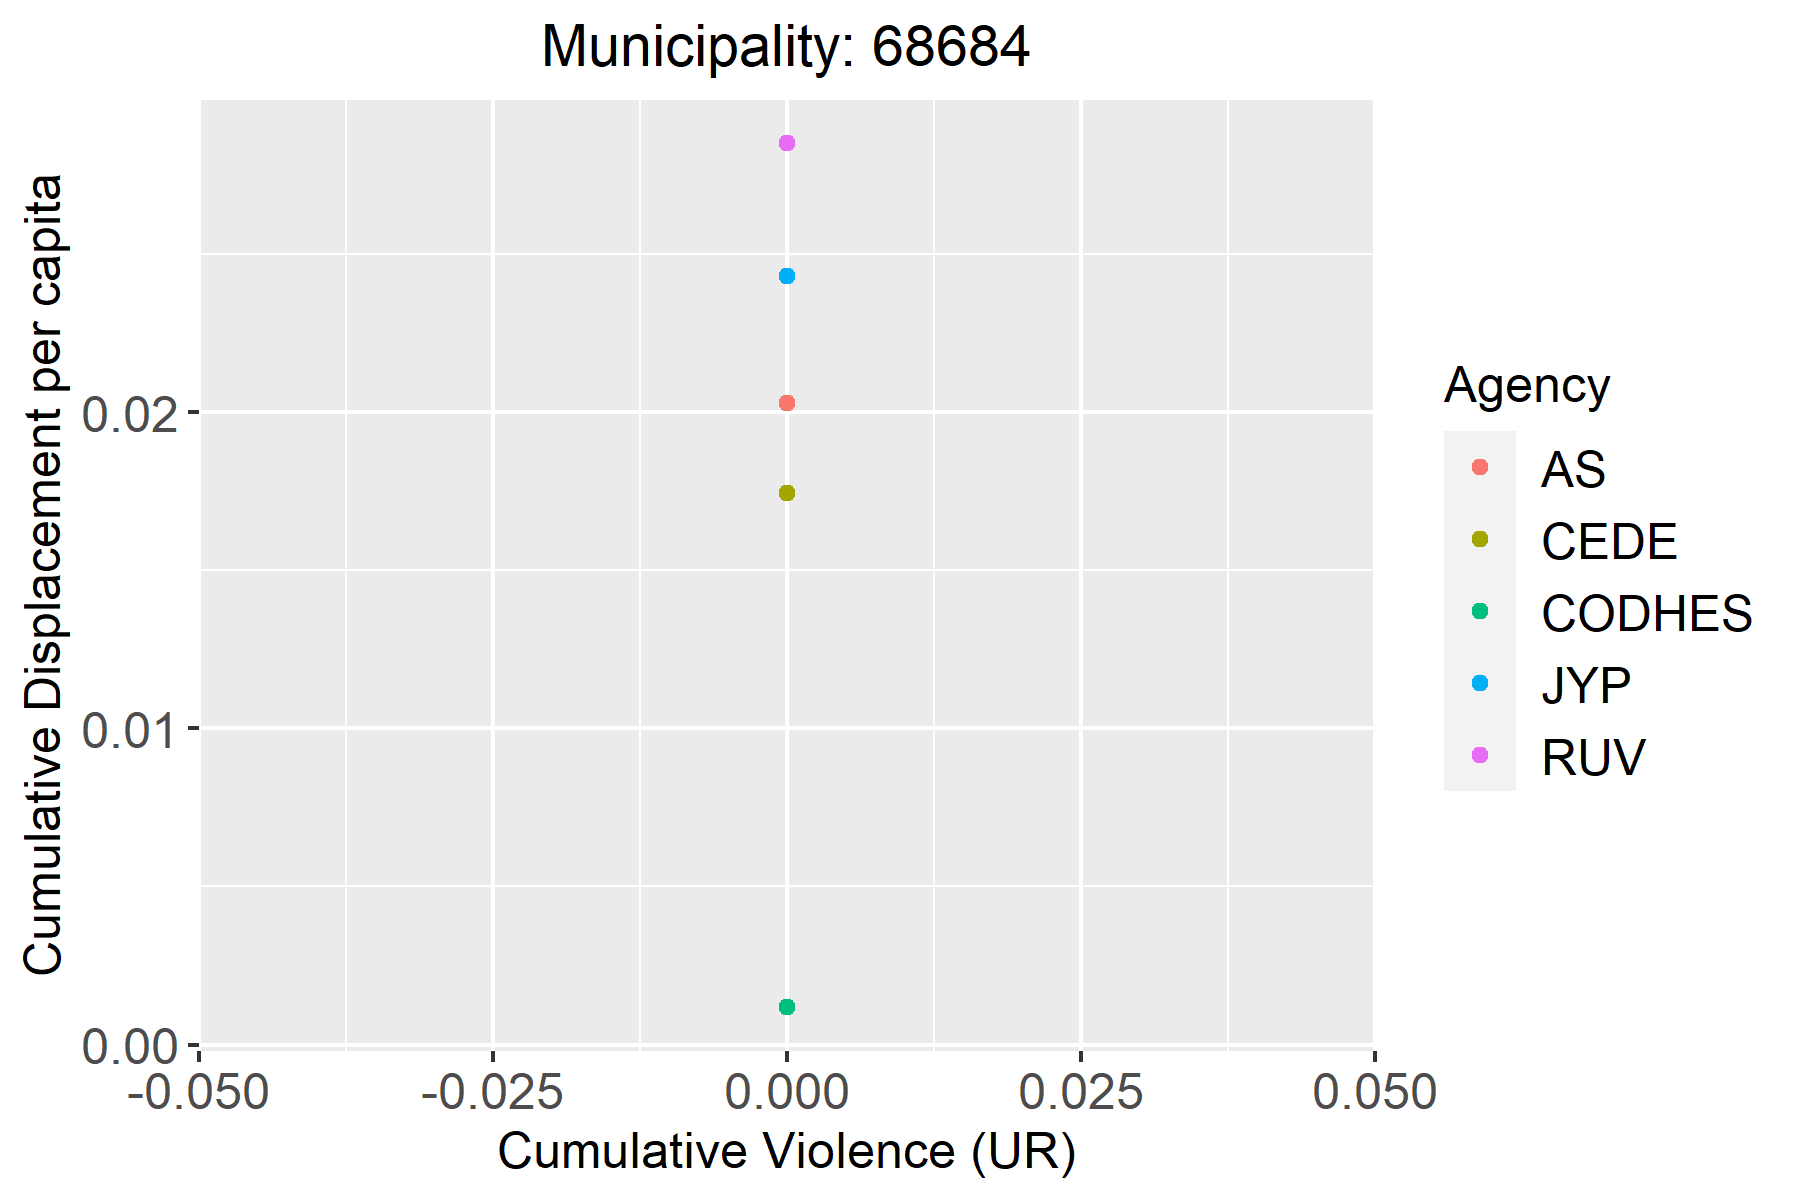 Municipality: 68684
Cumulative Displacement per capita
0.02
0.01
0.00
-0.050
-0.025
0.000
0.025
0.050
Cumulative Violence (UR)
Agency
AS
CEDE
CODHES
JYP
RUV